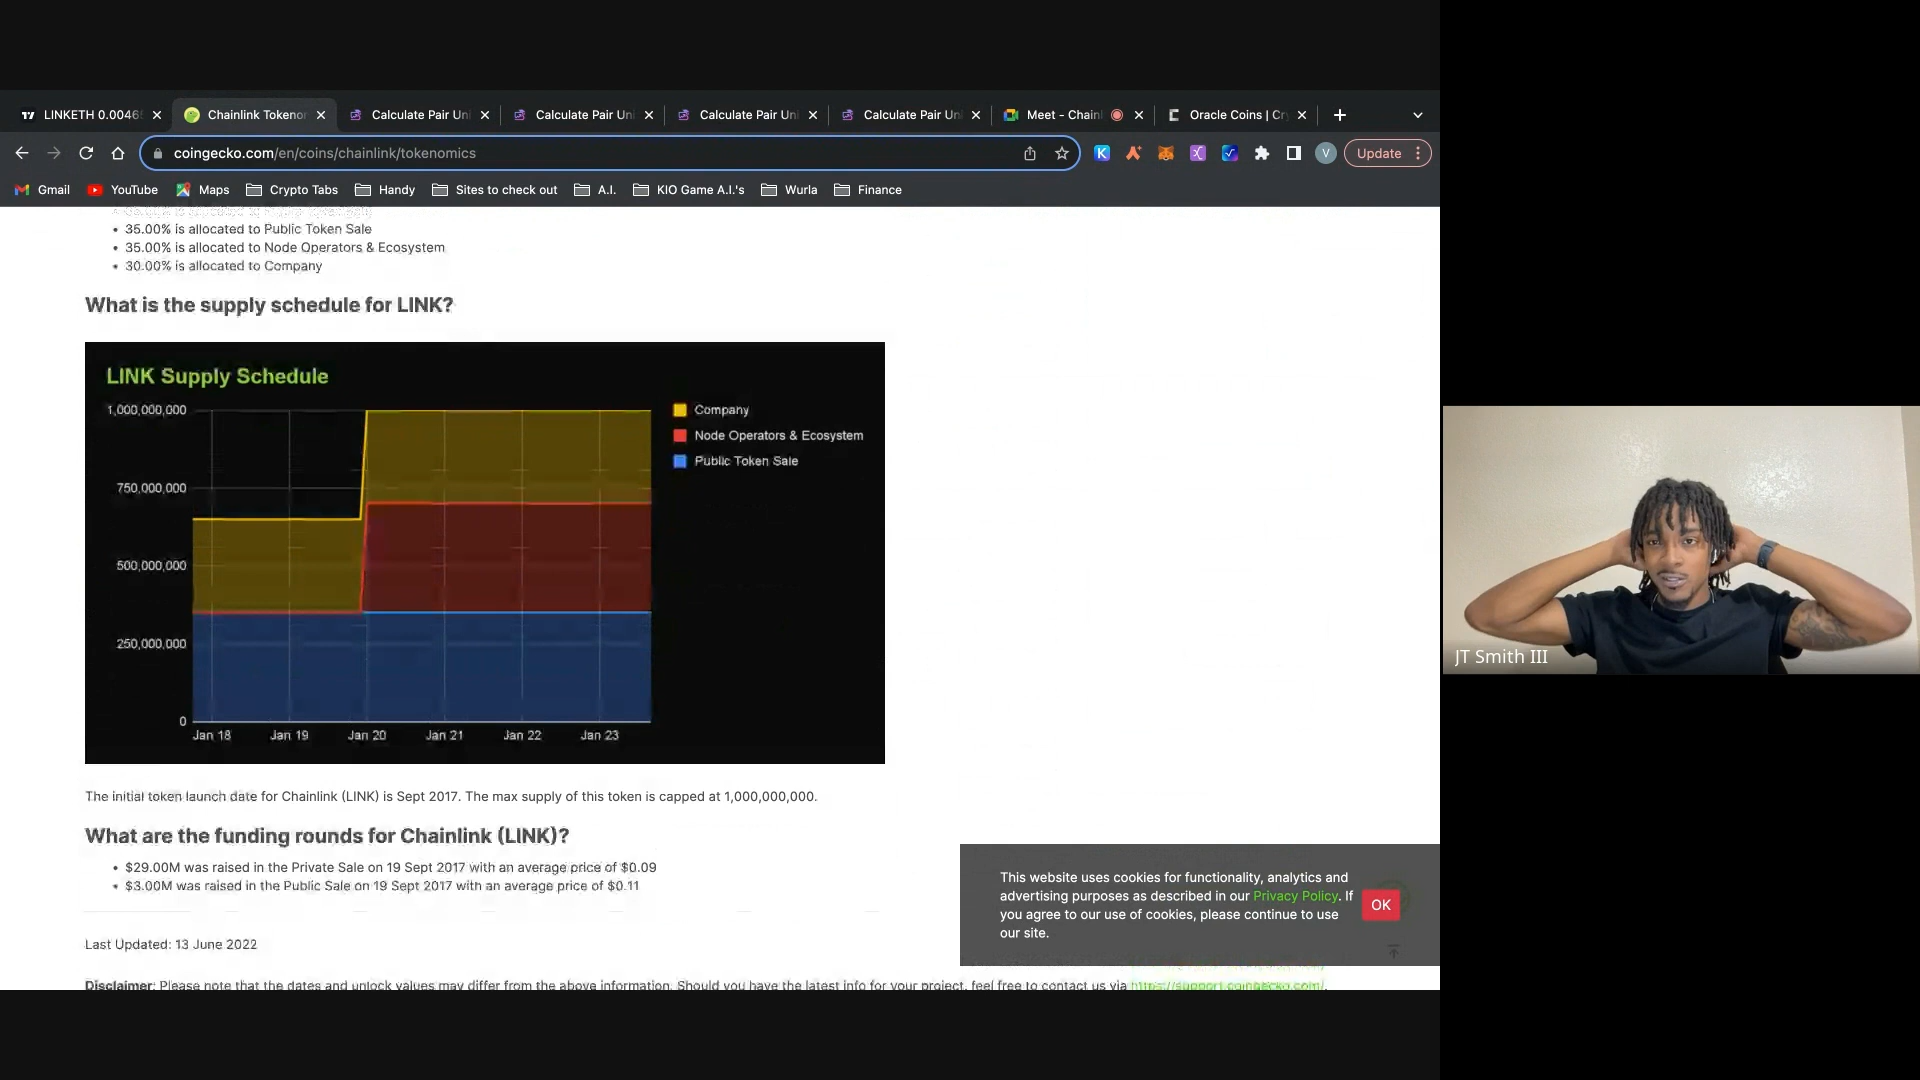 LINKETH 0.0046
Chainlink Tokenor
Calculate Pair Uni
Calculate Pair Uni
Calculate Pair Uni
Calculate Pair Uni
Meet - Chainl
Oracle Coins | Cry
coingecko.com/en/coins/chainlink/tokenomics
K
V
Update
Gmail
YouTube
Maps
Crypto Tabs
Handy
Sites to check out
A.I.
KIO Game A.I.'s
Wurla
Finance
• 35.00% is allocated to Public Token Sale
• 35.00% is allocated to Node Operators & Ecosystem
• 30.00% is allocated to Company
What is the supply schedule for LINK?
LINK Supply Schedule
1,000,000,000
750,000,000
500,000,000
250,000,000
0
Jan 18
Jan 19
Jan 20
Jan 21
Jan 22
Jan 23
Company
Node Operators & Ecosystem
Public Token Sale
The initial token launch date for Chainlink (LINK) is Sept 2017. The max supply of this token is capped at 1,000,000,000.
What are the funding rounds for Chainlink (LINK)?
• $29.00M was raised in the Private Sale on 19 Sept 2017 with an average price of $0.09
• $3.00M was raised in the Public Sale on 19 Sept 2017 with an average price of $0.11
Last Updated: 13 June 2022
Disclaimer: Please note that the dates and unlock values may differ from the above information. Should you have the latest info for your project, feel free to contact us via https://support.coingecko.com/.
This website uses cookies for functionality, analytics and
advertising purposes as described in our Privacy Policy. If
you agree to our use of cookies, please continue to use
our site.
OK
JT Smith III